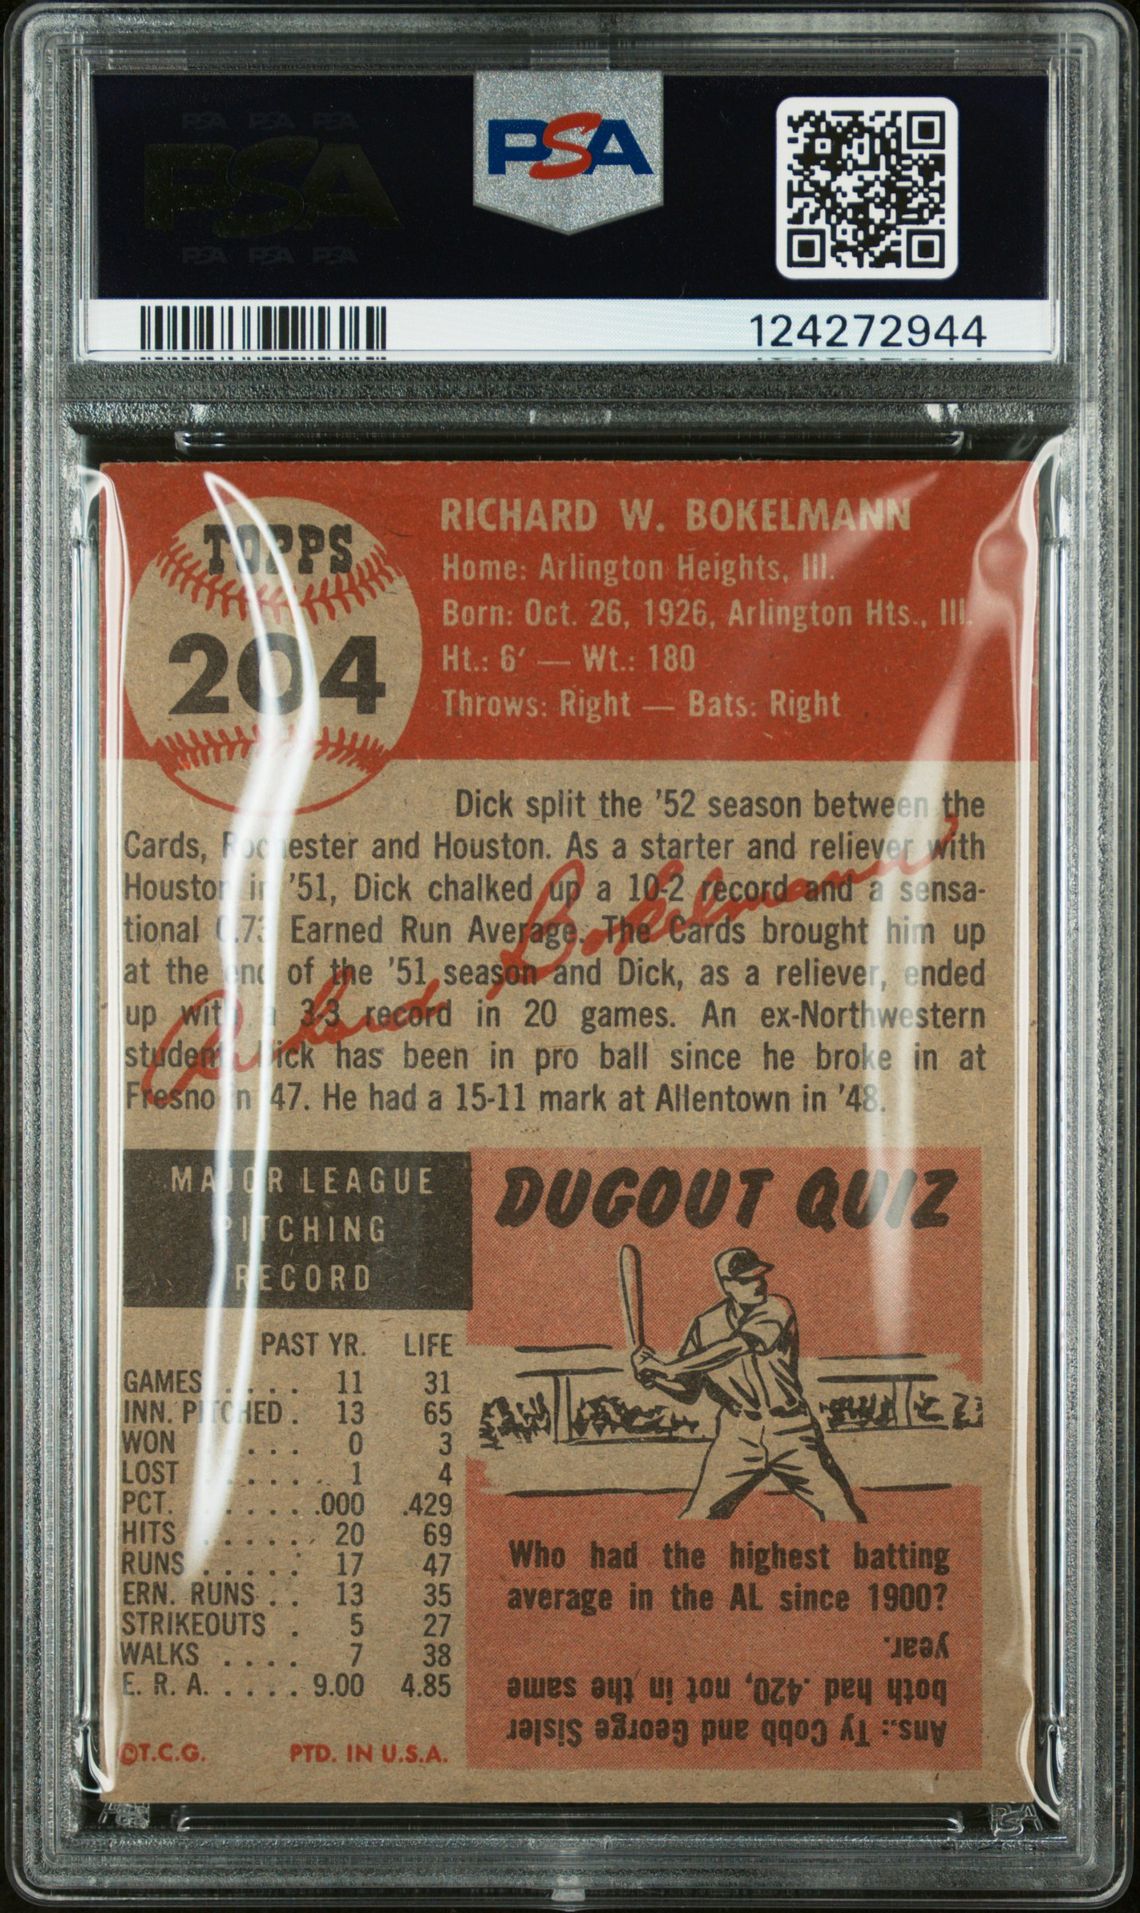 PSA PSA PSA
PSA
PSA PSA PSA
PSA
124272944
TOPPS
204
RICHARD W. BOKELMANN
Home: Arlington Heights, Ill.
Born: Oct. 26, 1926, Arlington Hts., Ill.
Ht.: 6′ — Wt.: 180
Throws: Right — Bats: Right
Dick split the '52 season between the
Cards, Rochester and Houston. As a starter and reliever with
Houston in '51, Dick chalked up a 10-2 record and a sensa-
tional 0.73 Earned Run Average. The Cards brought him up
at the end of the '51 season and Dick, as a reliever, ended
up with a 3-3 record in 20 games. An ex-Northwestern
student Dick has been in pro ball since he broke in at
Fresno in '47. He had a 15-11 mark at Allentown in '48.
Richard Bokelmann
MAJOR LEAGUE
PITCHING
RECORD
PAST YR. LIFE
GAMES . . . . . 11 31
INN. PITCHED . 13 65
WON . . . . . 0 3
LOST . . . . . . 1 4
PCT. . . . . . . .000 .429
HITS . . . . . . 20 69
RUNS . . . . . 17 47
ERN. RUNS . . 13 35
STRIKEOUTS . 5 27
WALKS . . . . 7 38
E. R. A. . . . . . 9.00 4.85
©T.C.G. PTD. IN U.S.A.
DUGOUT QUIZ
Who had the highest batting
average in the AL since 1900?
Ans.: Ty Cobb and George Sisler
both had .420, not in the same
year.
PSA